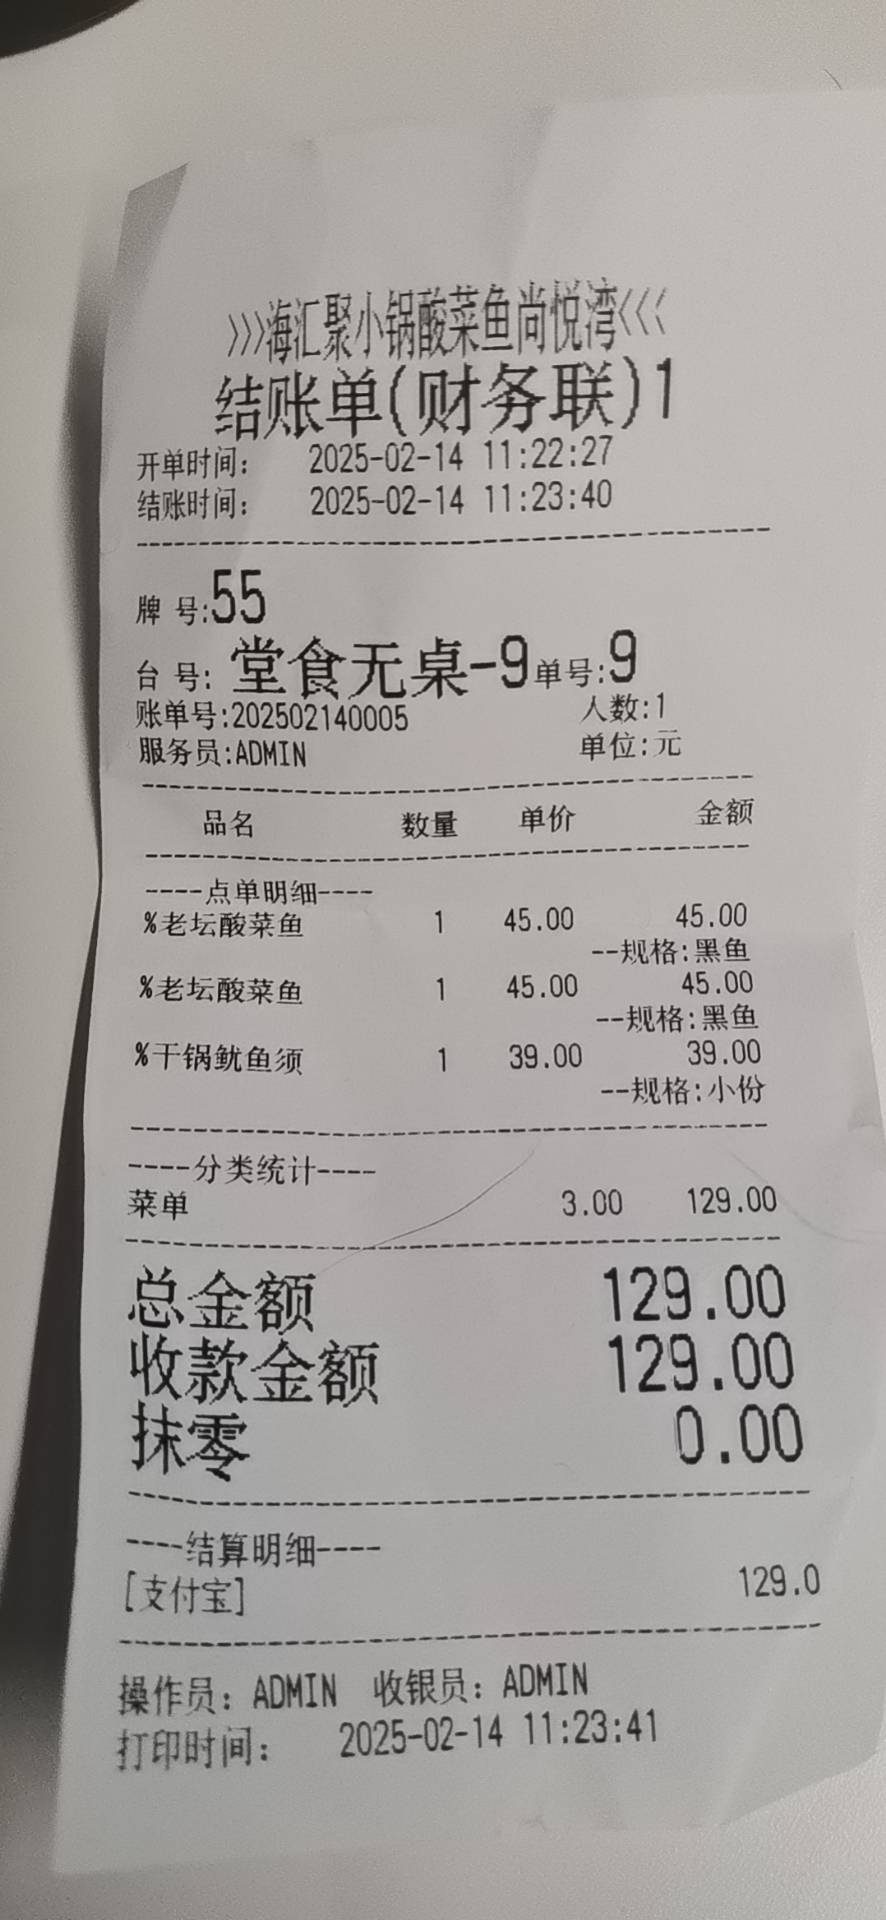 >>>海汇聚小锅酸菜鱼尚悦湾<<<
结账单(财务联)1
开单时间: 2025-02-14 11:22:27
结账时间: 2025-02-14 11:23:40
牌 号:55
台 号: 堂食无桌-9 单号:9
账单号:202502140005 人数:1
服务员:ADMIN 单位:元
品名 数量 单价 金额
----点单明细----
%老坛酸菜鱼 1 45.00 45.00
--规格:黑鱼
%老坛酸菜鱼 1 45.00 45.00
--规格:黑鱼
%干锅鱿鱼须 1 39.00 39.00
--规格:小份
----分类统计----
菜单 3.00 129.00
总金额 129.00
收款金额 129.00
抹零 0.00
----结算明细----
[支付宝] 129.0
操作员: ADMIN 收银员: ADMIN
打印时间: 2025-02-14 11:23:41